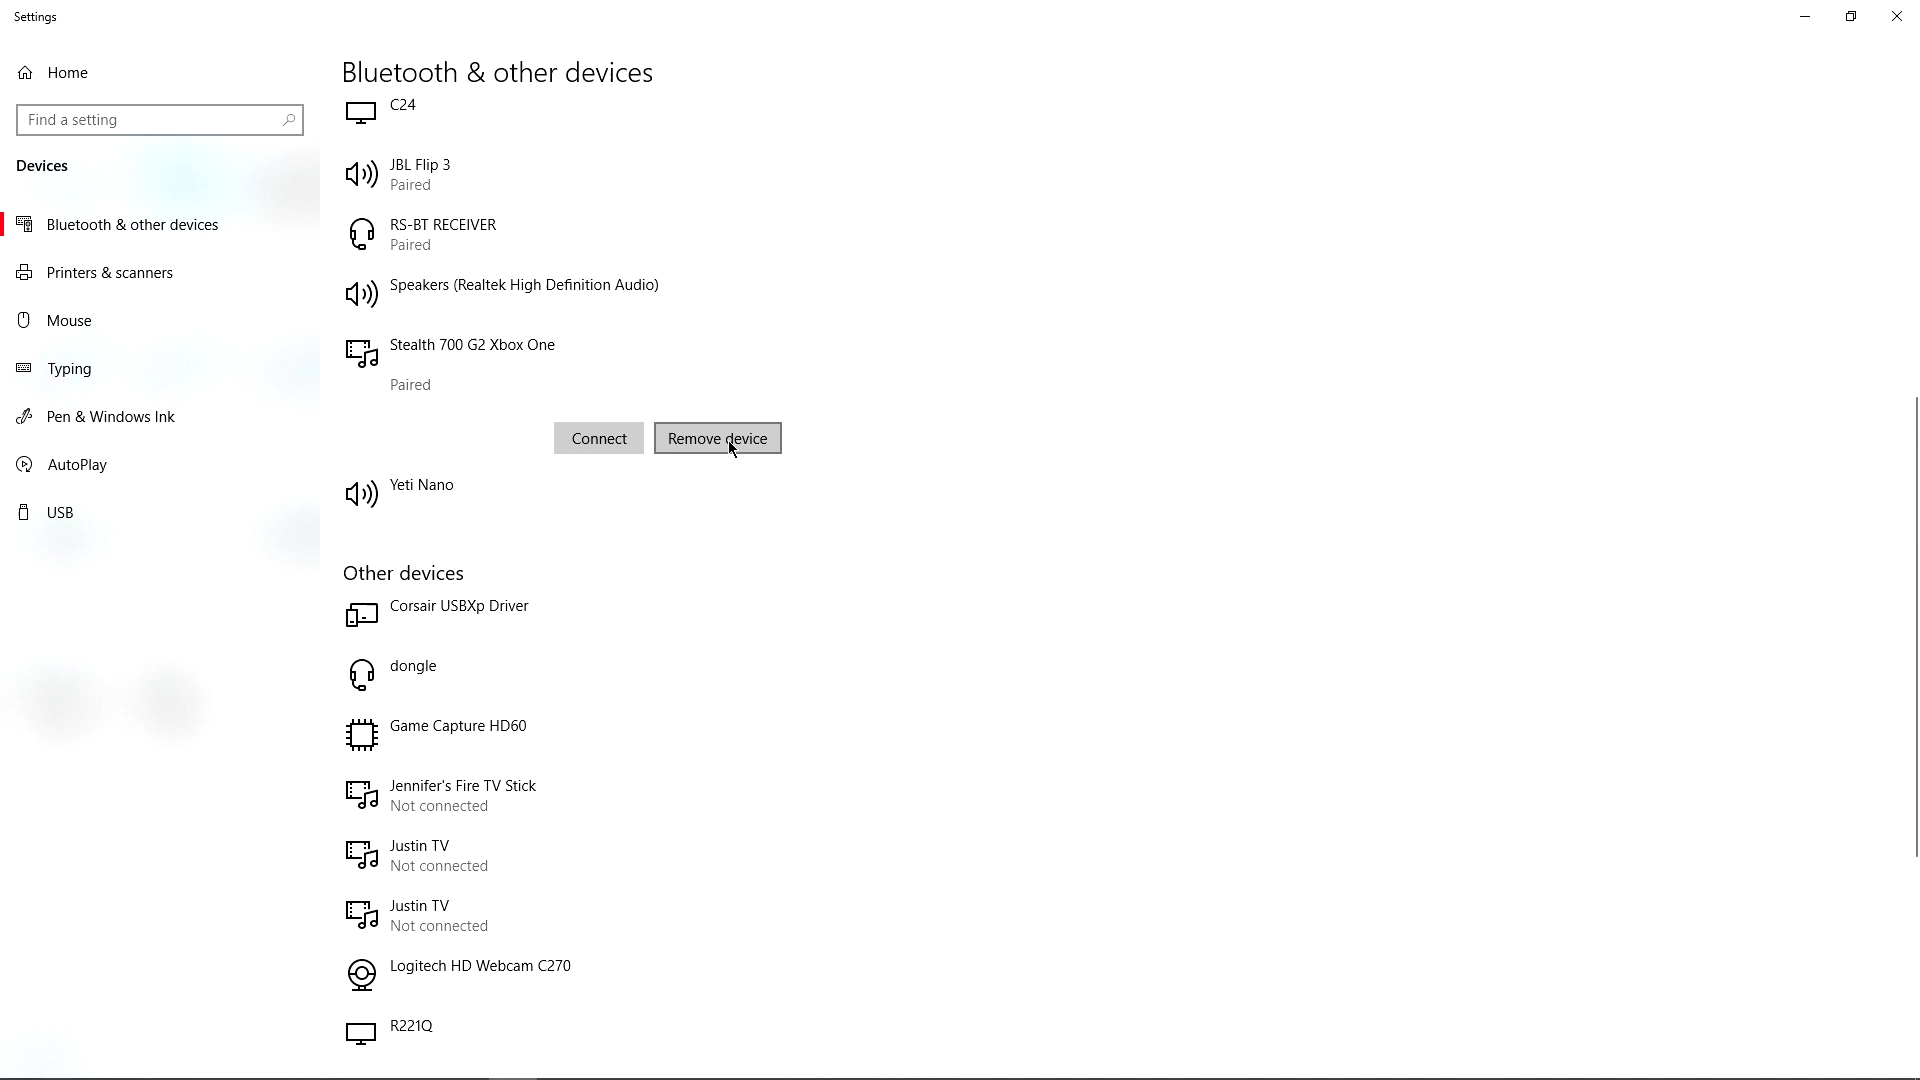 Settings
Home
Find a setting
Devices
Bluetooth & other devices
Printers & scanners
Mouse
Typing
Pen & Windows Ink
AutoPlay
USB
Bluetooth & other devices
C24
JBL Flip 3
Paired
RS-BT RECEIVER
Paired
Speakers (Realtek High Definition Audio)
Stealth 700 G2 Xbox One
Paired
Connect
Remove device
Yeti Nano
Other devices
Corsair USBXp Driver
dongle
Game Capture HD60
Jennifer's Fire TV Stick
Not connected
Justin TV
Not connected
Justin TV
Not connected
Logitech HD Webcam C270
R221Q